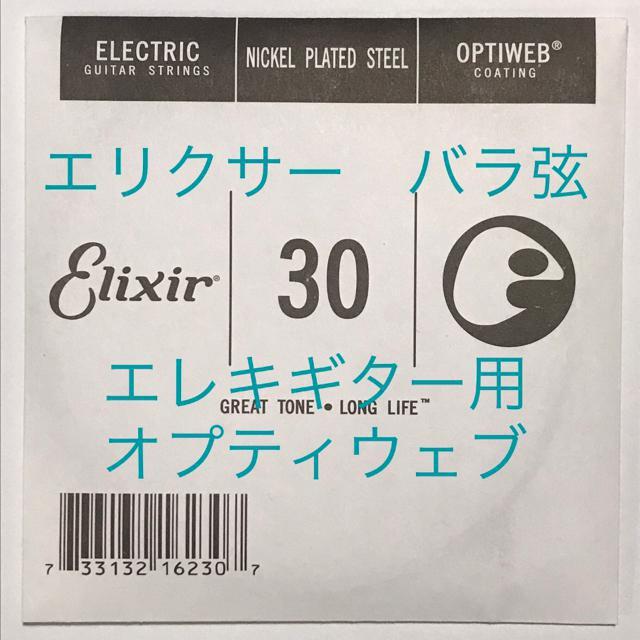 ELECTRIC
GUITAR STRINGS
NICKEL PLATED STEEL
OPTIWEB®
COATING
エリクサー　バラ弦
Elixir®
30
エレキギター用
GREAT TONE • LONG LIFE™
オプティウェブ
7 33132 16230 7